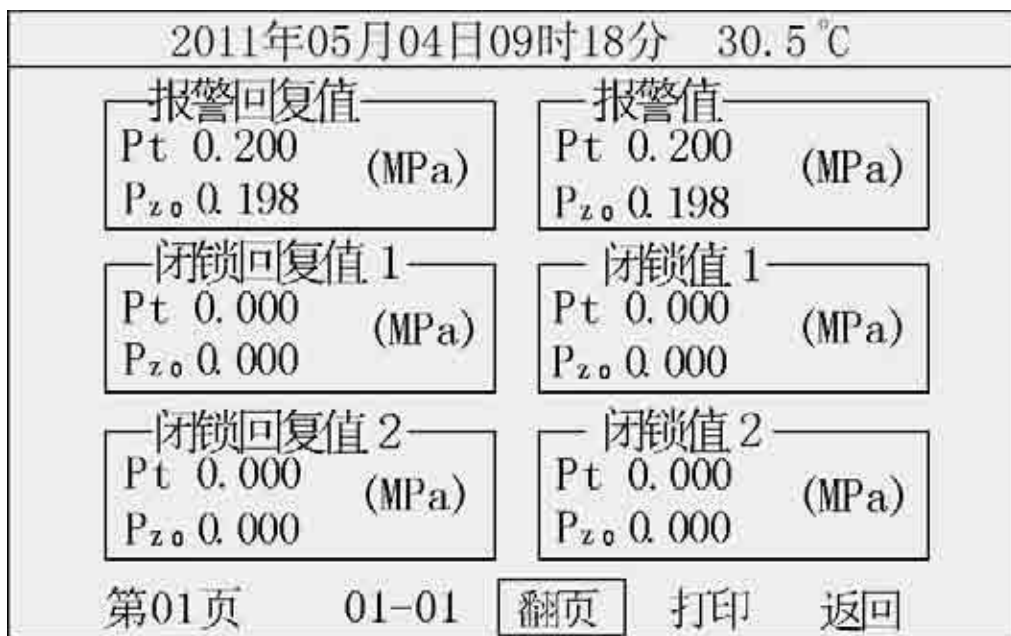 2011年05月04日09时18分 30.5℃
报警回复值 报警值
Pt 0.200 (MPa) Pt 0.200 (MPa)
Pz0 0.198 Pz0 0.198
闭锁回复值1 闭锁值1
Pt 0.000 (MPa) Pt 0.000 (MPa)
Pz0 0.000 Pz0 0.000
闭锁回复值2 闭锁值2
Pt 0.000 (MPa) Pt 0.000 (MPa)
Pz0 0.000 Pz0 0.000
第01页 01-01 翻页 打印 返回